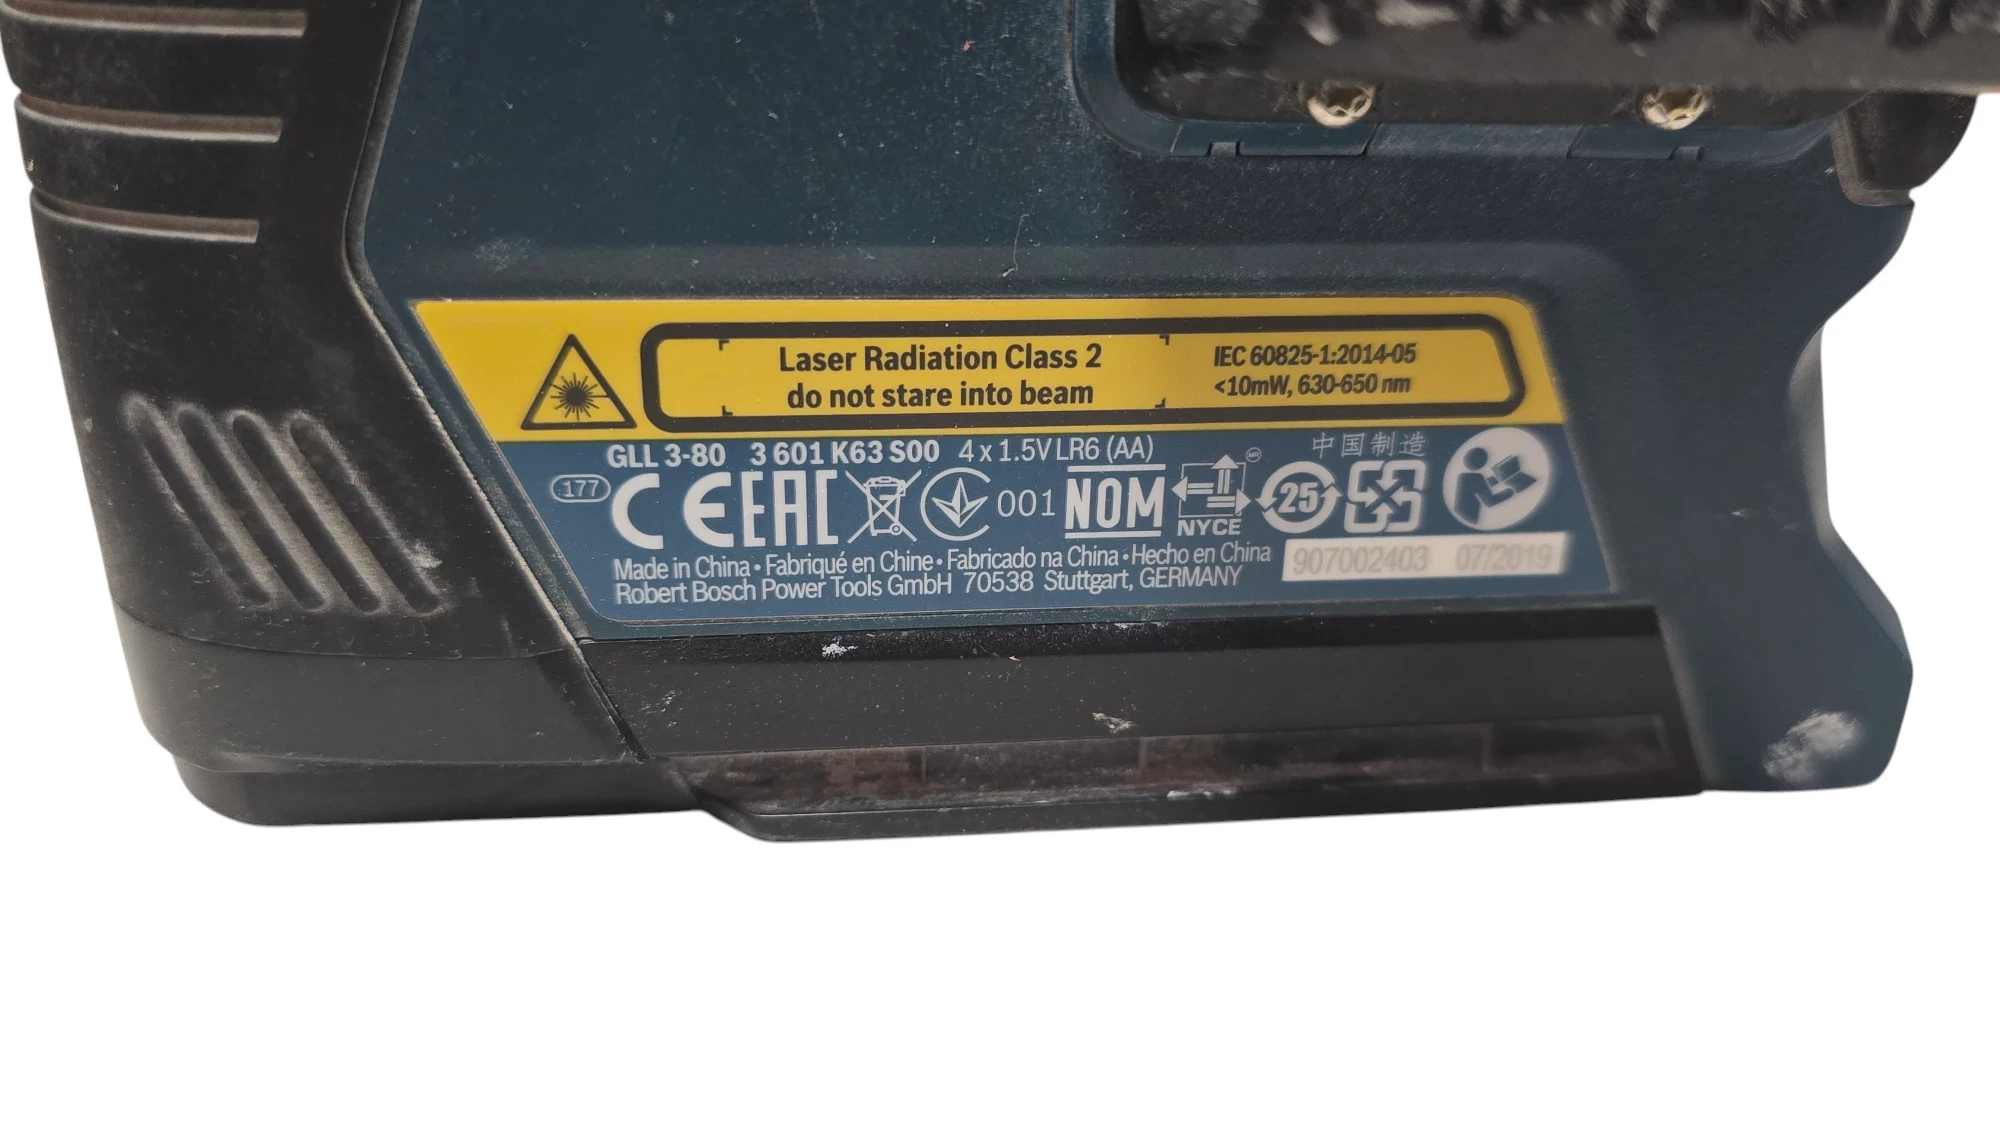 Laser Radiation Class 2
do not stare into beam
IEC 60825-1:2014-05
<10mW, 630-650 nm
GLL 3-80 3 601 K63 S00 4 x 1.5V LR6 (AA)
中国制造
177 CE EAC 001 NOM NYCE 25
Made in China • Fabriqué en Chine • Fabricado na China • Hecho en China
Robert Bosch Power Tools GmbH 70538 Stuttgart, GERMANY
907002403 07/2019